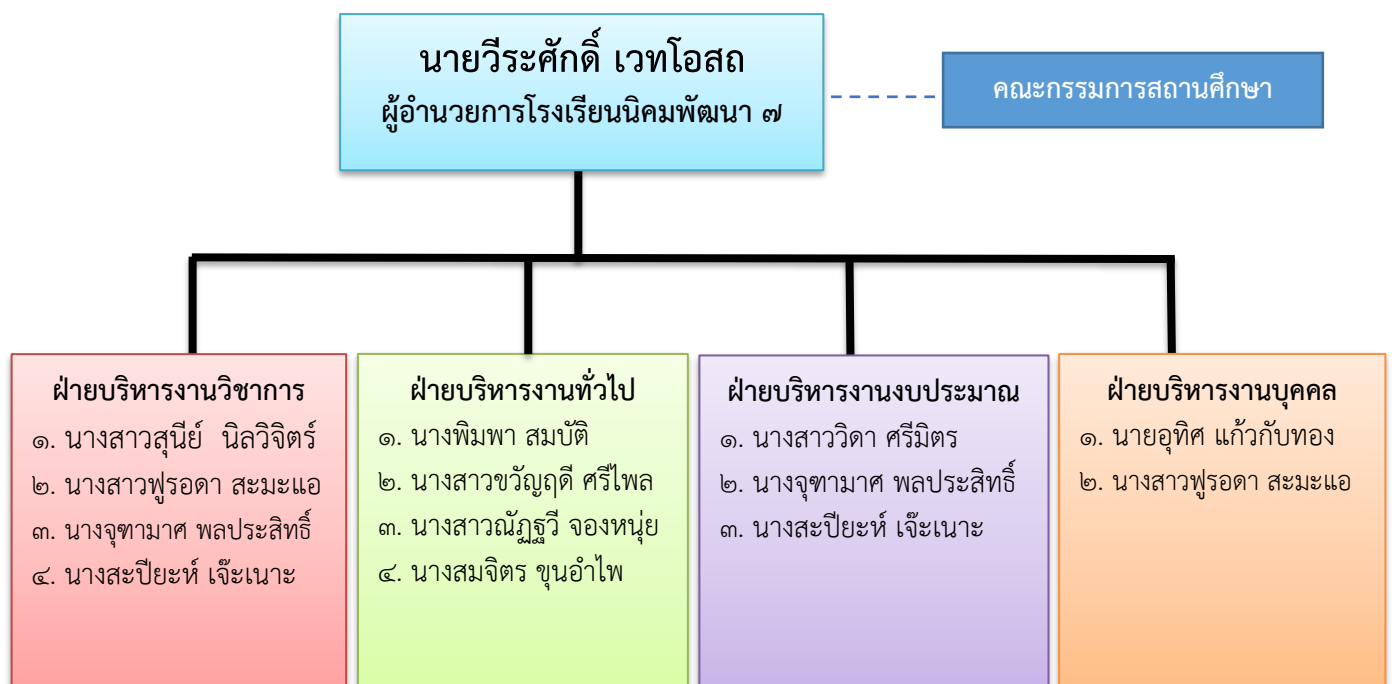 นายวีระศักดิ์ เวทโอสถ
ผู้อำนวยการโรงเรียนนิคมพัฒนา ๗
คณะกรรมการสถานศึกษา
ฝ่ายบริหารงานวิชาการ
๑. นางสาวสุนีย์ นิลวิจิตร์
๒. นางสาวฟูรอดา สะมะแอ
๓. นางจุฑามาศ พลประสิทธิ์
๔. นางสะปียะห์ เจ๊ะเนาะ
ฝ่ายบริหารงานทั่วไป
๑. นางพิมพา สมบัติ
๒. นางสาวขวัญฤดี ศรีไพล
๓. นางสาวณัฏฐวี จองหนุ่ย
๔. นางสมจิตร ขุนอำไพ
ฝ่ายบริหารงานงบประมาณ
๑. นางสาววิดา ศรีมิตร
๒. นางจุฑามาศ พลประสิทธิ์
๓. นางสะปียะห์ เจ๊ะเนาะ
ฝ่ายบริหารงานบุคคล
๑. นายอุทิศ แก้วกับทอง
๒. นางสาวฟูรอดา สะมะแอ